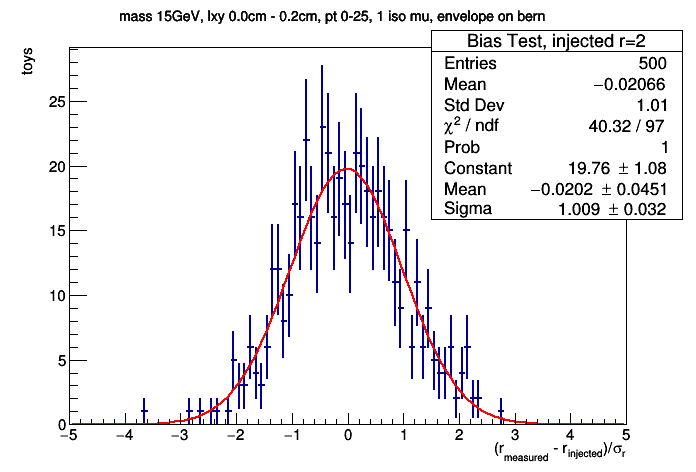 mass 15GeV, lxy 0.0cm - 0.2cm, pt 0-25, 1 iso mu, envelope on bern
toys
Bias Test, injected r=2
Entries 500
Mean −0.02066
Std Dev 1.01
χ² / ndf 40.32 / 97
Prob 1
Constant 19.76 ± 1.08
Mean −0.0202 ± 0.0451
Sigma 1.009 ± 0.032
25
20
15
10
5
0
−5 −4 −3 −2 −1 0 1 2 3 4 5
(r_measured - r_injected)/σ_r